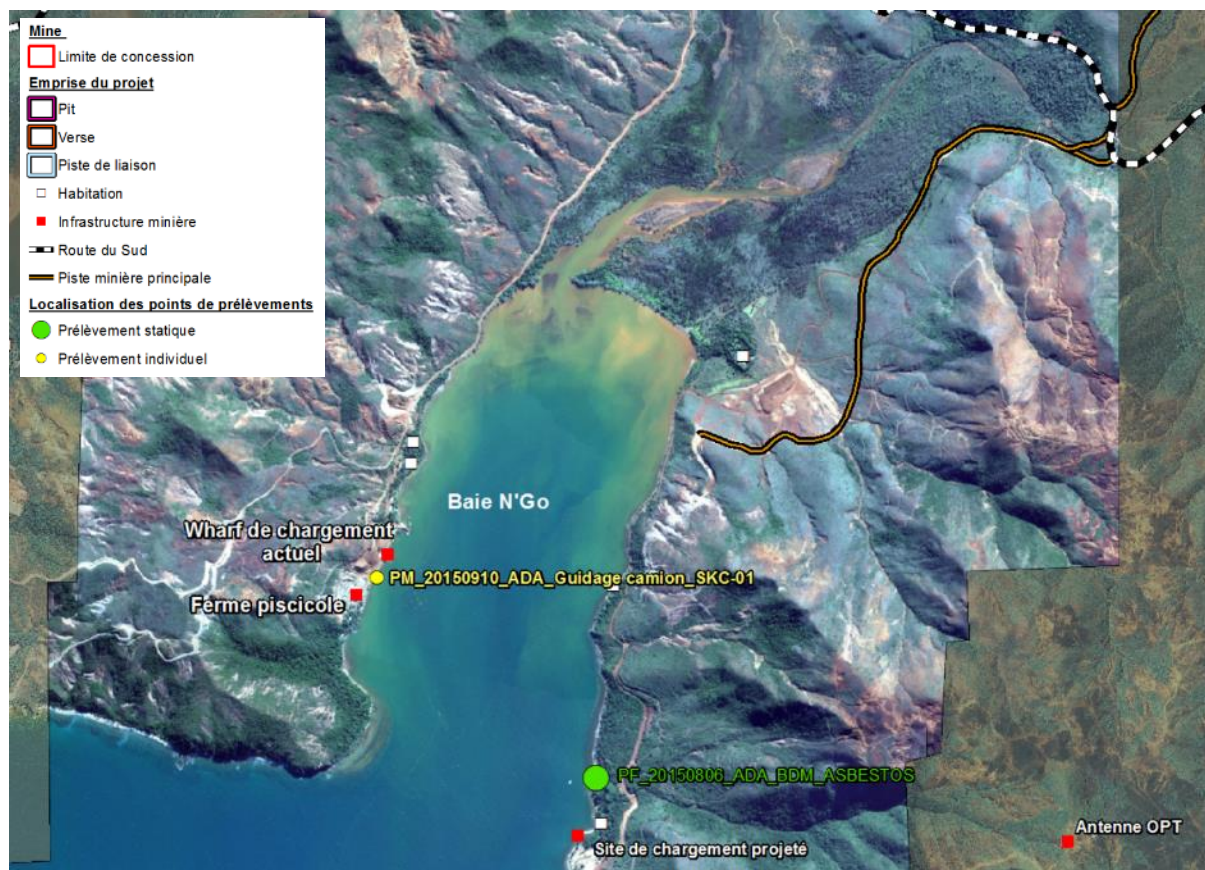 Mine
Limite de concession
Emprise du projet
Pit
Verse
Piste de liaison
Habitation
Infrastructure minière
Route du Sud
Piste minière principale
Localisation des points de prélèvements
Prélèvement statique
Prélèvement individuel
Baie N'Go
Wharf de chargement
actuel
PM_20150910_ADA_Guidage camion_SKC-01
Ferme piscicole
PF_20150806_ADA_BDM_ASBESTOS
Antenne OPT
Site de chargement projeté